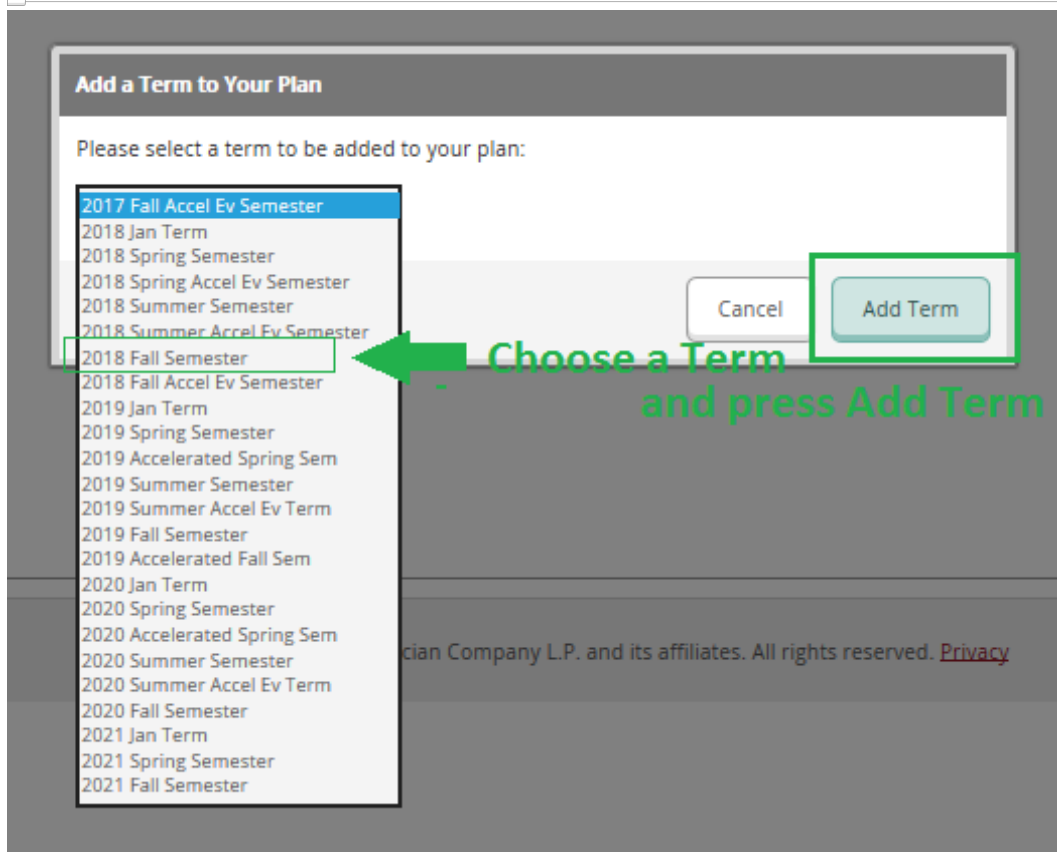 Add a Term to Your Plan
Please select a term to be added to your plan:
2017 Fall Accel Ev Semester
2018 Jan Term
2018 Spring Semester
2018 Spring Accel Ev Semester
2018 Summer Semester
2018 Summer Accel Ev Semester
2018 Fall Semester
2018 Fall Accel Ev Semester
2019 Jan Term
2019 Spring Semester
2019 Accelerated Spring Sem
2019 Summer Semester
2019 Summer Accel Ev Term
2019 Fall Semester
2019 Accelerated Fall Sem
2020 Jan Term
2020 Spring Semester
2020 Accelerated Spring Sem
2020 Summer Semester
2020 Summer Accel Ev Term
2020 Fall Semester
2021 Jan Term
2021 Spring Semester
2021 Fall Semester
Cancel
Add Term
Choose a Term
and press Add Term
cian Company L.P. and its affiliates. All rights reserved. Privacy